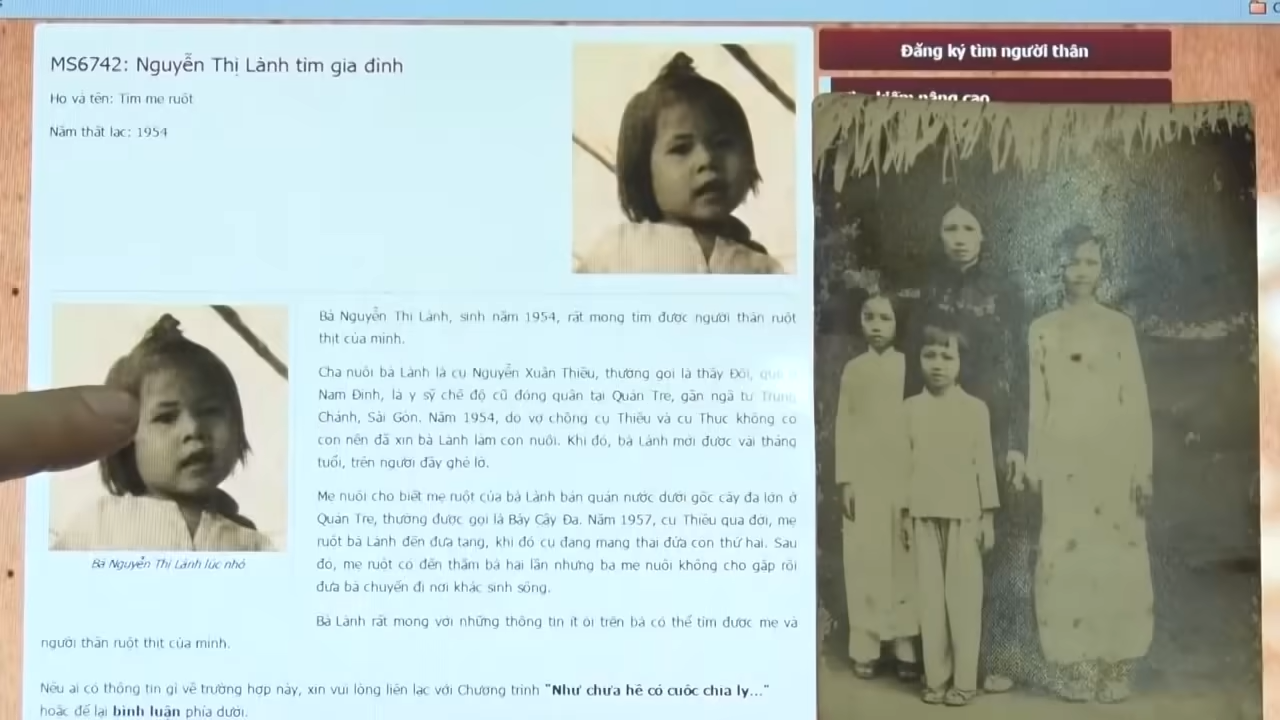 MS6742: Nguyễn Thị Lành tìm gia đình
Họ và tên: Tìm mẹ ruột
Năm thất lạc: 1954
Đăng ký tìm người thân
nâng cao
Bà Nguyễn Thị Lành, sinh năm 1954, rất mong tìm được người thân ruột
thịt của mình.
Cha nuôi bà Lành là cụ Nguyễn Xuân Thiều, thường gọi là thầy Đội, quê
Nam Định, là y sỹ chế độ cũ đóng quân tại Quán Tre, gần ngã tư Trung
Chánh, Sài Gòn. Năm 1954, do vợ chồng cụ Thiều và cụ Thục không có
con nên đã xin bà Lành làm con nuôi. Khi đó, bà Lành mới được vài tháng
tuổi, trên người đầy ghẻ lở.
Mẹ nuôi cho biết mẹ ruột của bà Lành bán quán nước dưới gốc cây đa lớn ở
Quán Tre, thường được gọi là Bảy Cây Đa. Năm 1957, cụ Thiều qua đời, mẹ
ruột bà Lành đến đưa tang, khi đó cụ đang mang thai đứa con thứ hai. Sau
đó, mẹ ruột có đến thăm bà hai lần nhưng ba mẹ nuôi không cho gặp rồi
đưa bà chuyển đi nơi khác sinh sống.
Bà Lành rất mong với những thông tin ít ỏi trên bà có thể tìm được mẹ và
người thân ruột thịt của mình.
Bà Nguyễn Thị Lành lúc nhỏ
Nếu ai có thông tin gì về trường hợp này, xin vui lòng liên lạc với Chương trình "Như chưa hề có cuộc chia ly..."
hoặc để lại bình luận phía dưới.